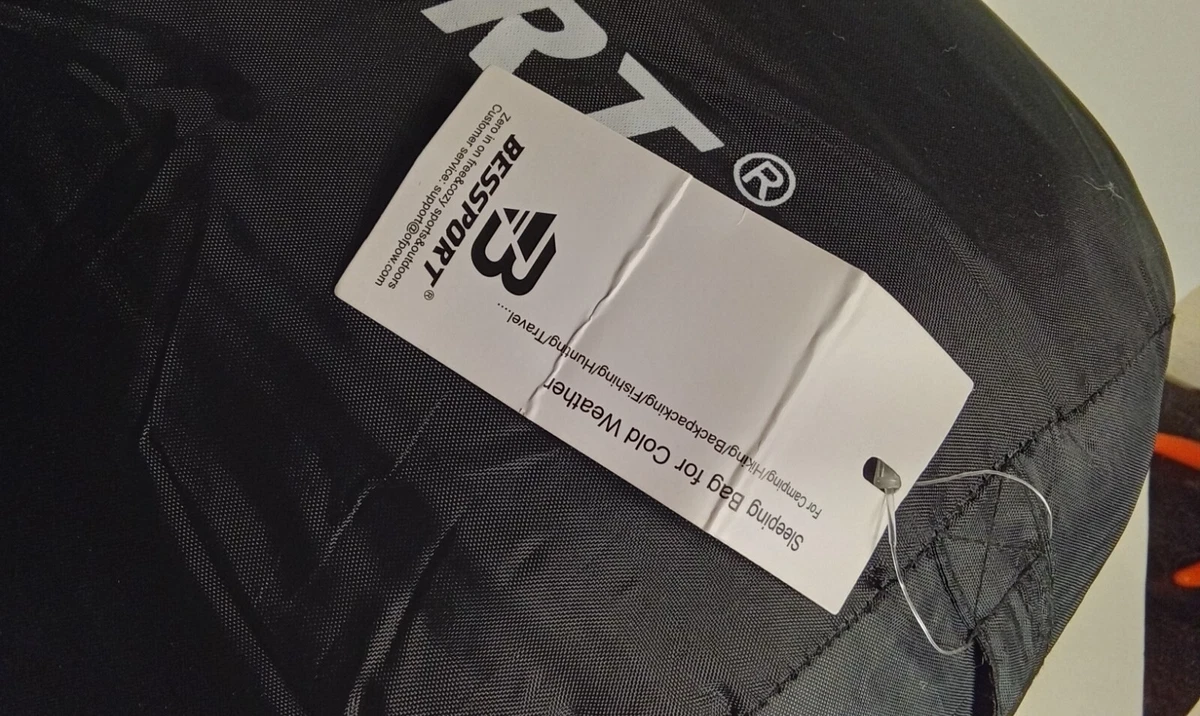 RT®
Sleeping Bag for Cold Weather
For Camping/Hiking/Backpacking/Fishing/Hunting/Travel....
B
BESSPORT®
Zero in on free&cozy sports&outdoors
Customer service: support@ofpow.com